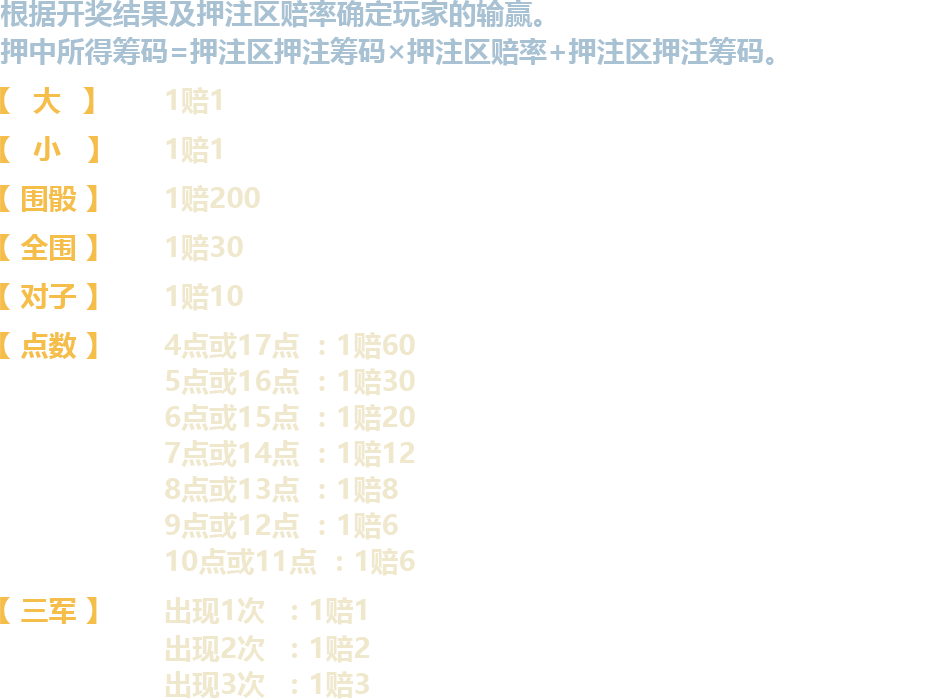 根据开奖结果及押注区赔率确定玩家的输赢。
押中所得筹码=押注区押注筹码×押注区赔率+押注区押注筹码。
【 大 】 1赔1
【 小 】 1赔1
【 围骰 】 1赔200
【 全围 】 1赔30
【 对子 】 1赔10
【 点数 】 4点或17点 ：1赔60
5点或16点 ：1赔30
6点或15点 ：1赔20
7点或14点 ：1赔12
8点或13点 ：1赔8
9点或12点 ：1赔6
10点或11点 ：1赔6
【 三军 】 出现1次 ：1赔1
出现2次 ：1赔2
出现3次 ：1赔3